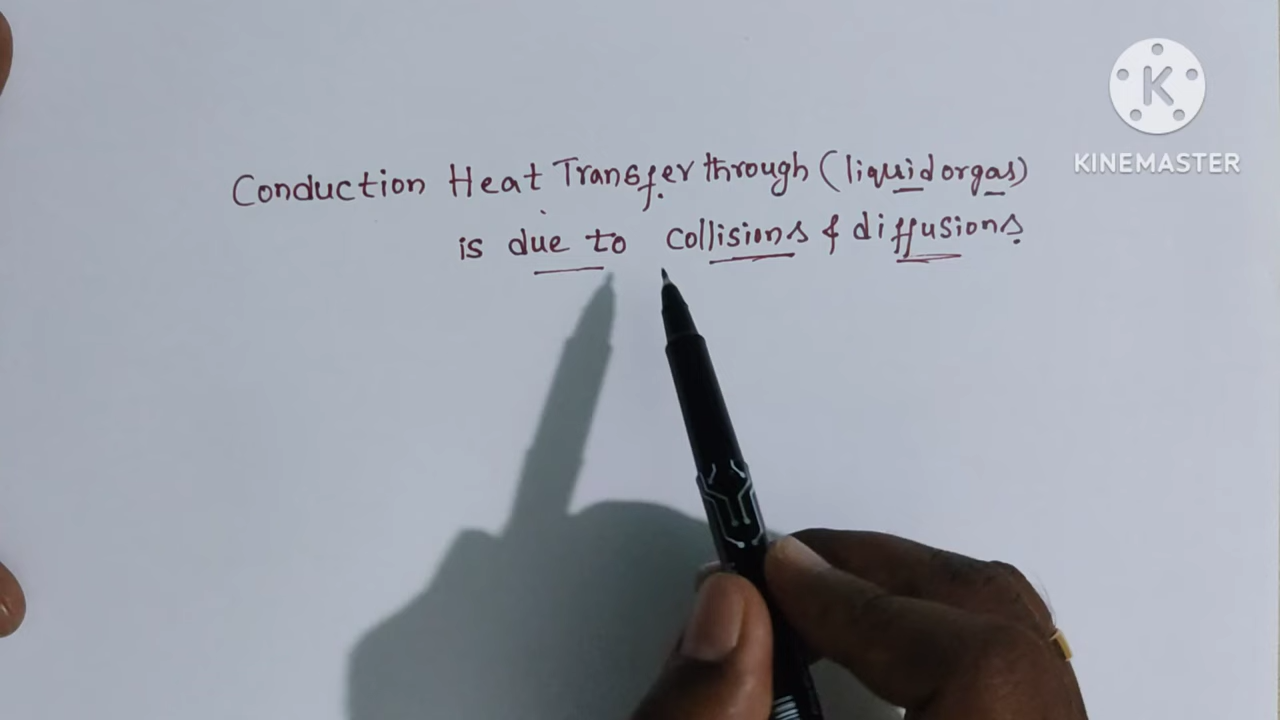 Conduction Heat Transfer through (liquid or gas)
is due to collisions & diffusions.
K
KINEMASTER